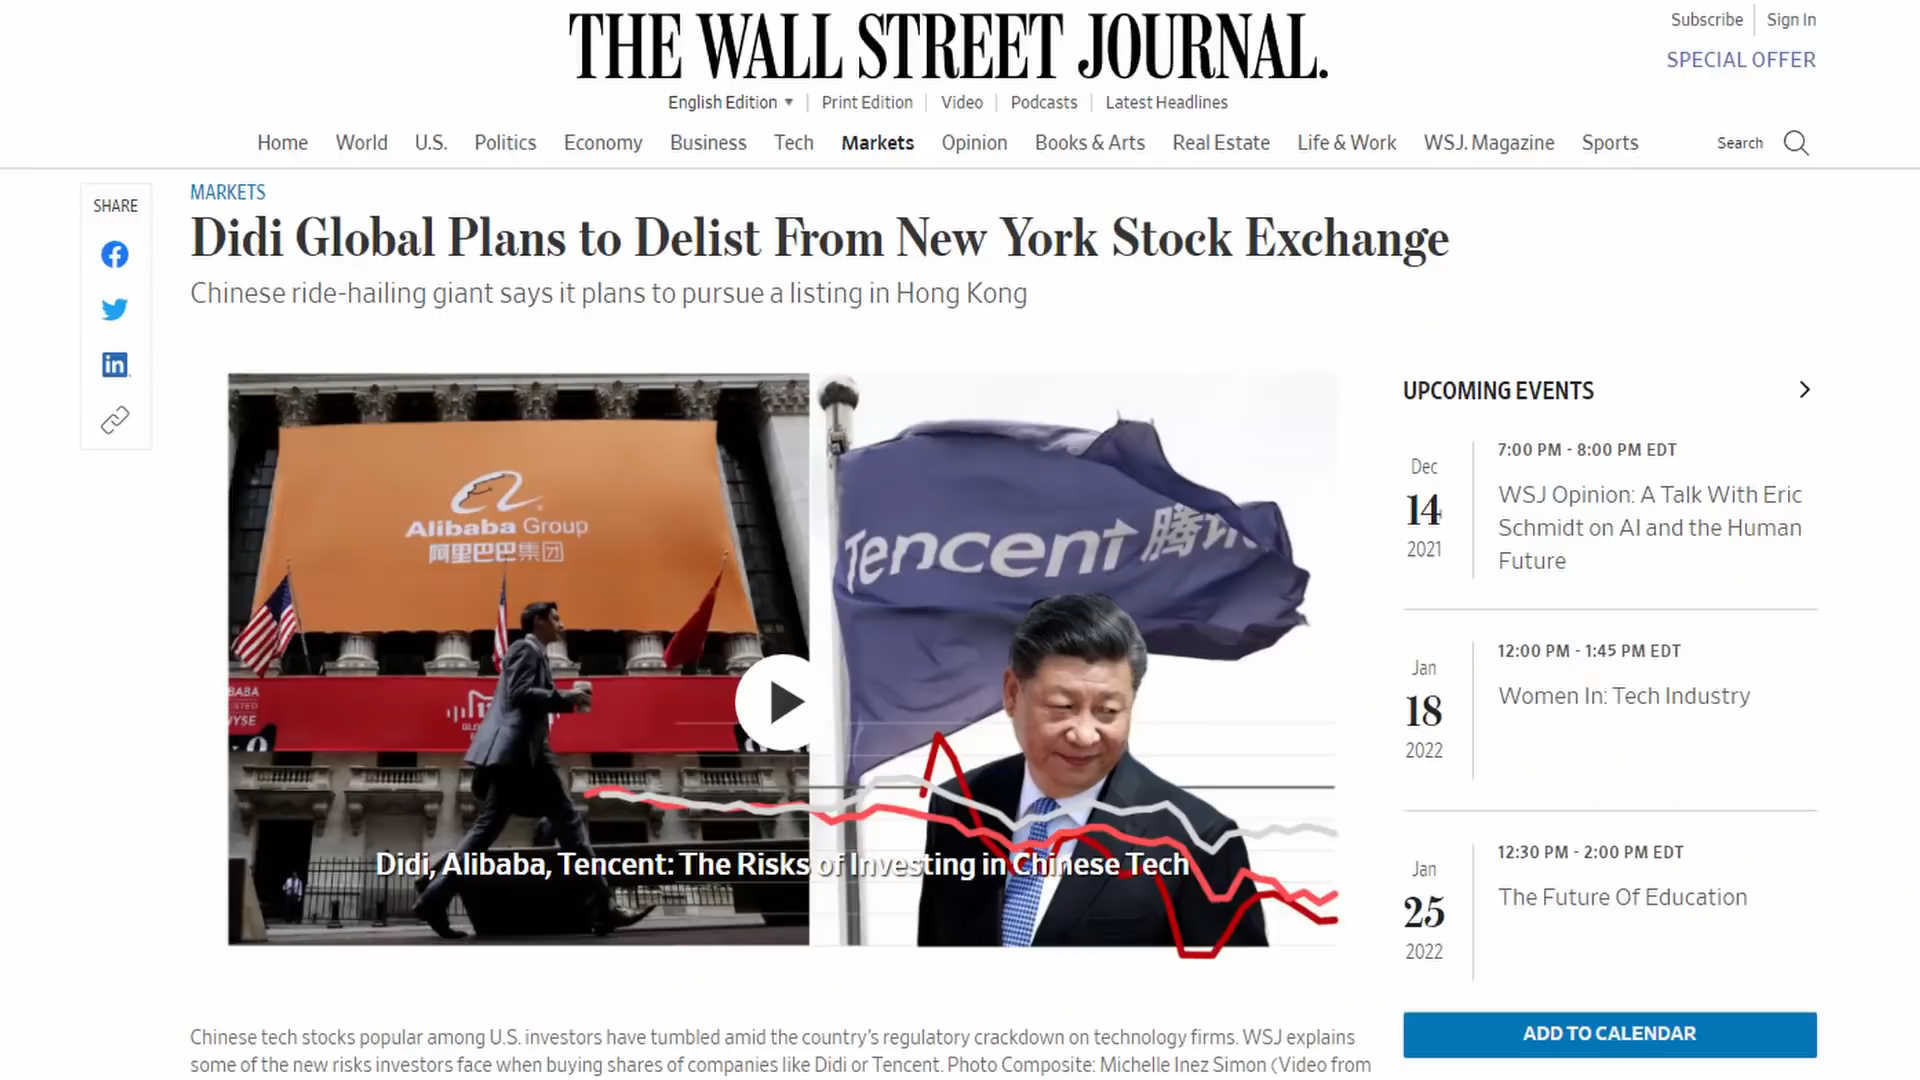 THE WALL STREET JOURNAL.
Subscribe
Sign In
SPECIAL OFFER
English Edition
Print Edition
Video
Podcasts
Latest Headlines
Home
World
U.S.
Politics
Economy
Business
Tech
Markets
Opinion
Books & Arts
Real Estate
Life & Work
WSJ. Magazine
Sports
Search
SHARE
MARKETS
Didi Global Plans to Delist From New York Stock Exchange
Chinese ride-hailing giant says it plans to pursue a listing in Hong Kong
Alibaba Group
阿里巴巴集团
BABA
NYSE
Tencent 腾讯
Didi, Alibaba, Tencent: The Risks of Investing in Chinese Tech
Chinese tech stocks popular among U.S. investors have tumbled amid the country's regulatory crackdown on technology firms. WSJ explains
some of the new risks investors face when buying shares of companies like Didi or Tencent. Photo Composite: Michelle Inez Simon (Video from
UPCOMING EVENTS
Dec
14
2021
7:00 PM - 8:00 PM EDT
WSJ Opinion: A Talk With Eric
Schmidt on AI and the Human
Future
Jan
18
2022
12:00 PM - 1:45 PM EDT
Women In: Tech Industry
Jan
25
2022
12:30 PM - 2:00 PM EDT
The Future Of Education
ADD TO CALENDAR